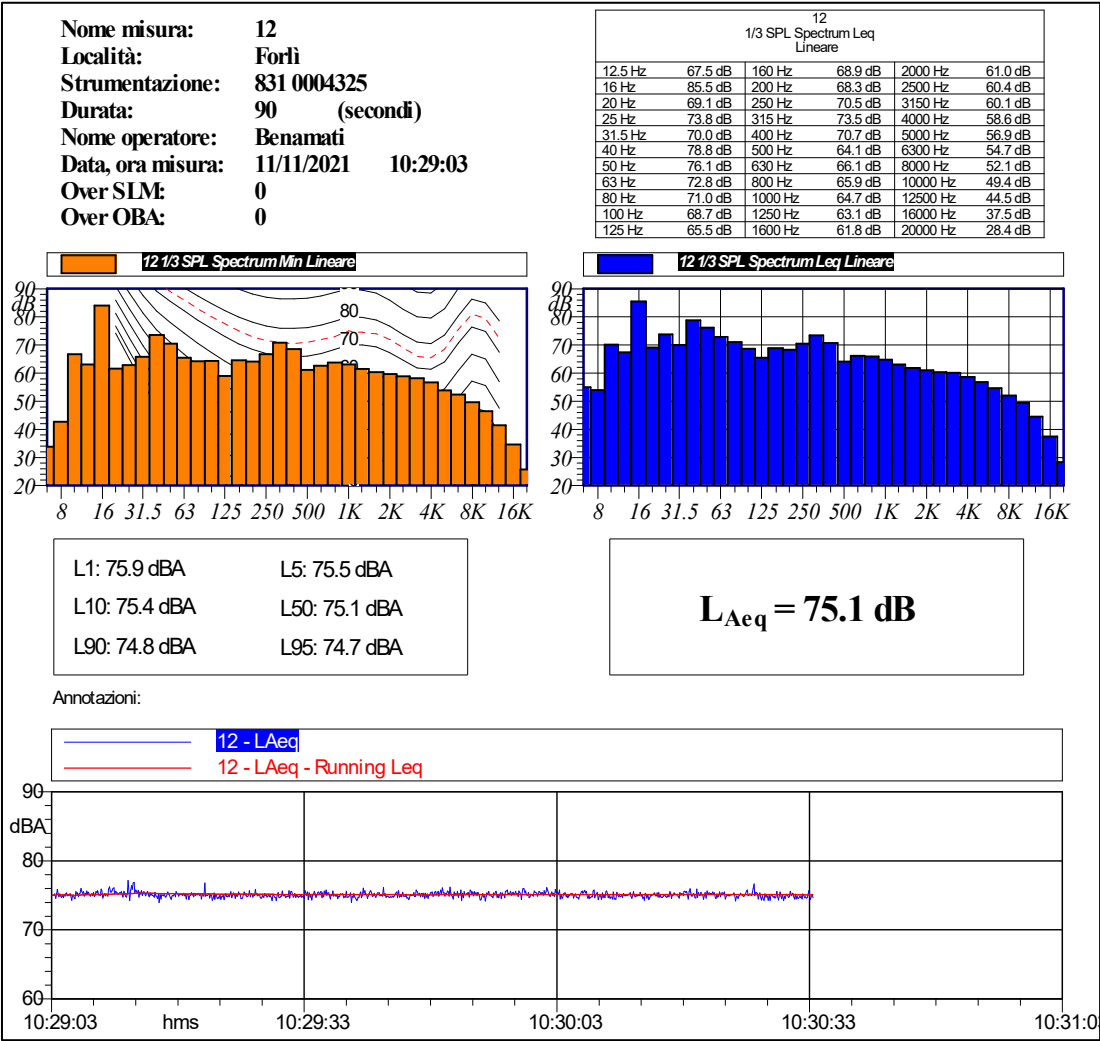 Nome misura: 12
Località: Forlì
Strumentazione: 831 0004325
Durata: 90 (secondi)
Nome operatore: Benamati
Data, ora misura: 11/11/2021 10:29:03
Over SLM: 0
Over OBA: 0
12
1/3 SPL Spectrum Leq
Lineare
12.5 Hz 67.5 dB 160 Hz 68.9 dB 2000 Hz 61.0 dB
16 Hz 85.5 dB 200 Hz 68.3 dB 2500 Hz 60.4 dB
20 Hz 69.1 dB 250 Hz 70.5 dB 3150 Hz 60.1 dB
25 Hz 73.8 dB 315 Hz 73.5 dB 4000 Hz 58.6 dB
31.5 Hz 70.0 dB 400 Hz 70.7 dB 5000 Hz 56.9 dB
40 Hz 78.8 dB 500 Hz 64.1 dB 6300 Hz 54.7 dB
50 Hz 76.1 dB 630 Hz 66.1 dB 8000 Hz 52.1 dB
63 Hz 72.8 dB 800 Hz 65.9 dB 10000 Hz 49.4 dB
80 Hz 71.0 dB 1000 Hz 64.7 dB 12500 Hz 44.5 dB
100 Hz 68.7 dB 1250 Hz 63.1 dB 16000 Hz 37.5 dB
125 Hz 65.5 dB 1600 Hz 61.8 dB 20000 Hz 28.4 dB
12 1/3 SPL Spectrum Min Lineare
90
dB
80
70
60
50
40
30
20
80
70
8 16 31.5 63 125 250 500 1K 2K 4K 8K 16K
12 1/3 SPL Spectrum Leq Lineare
90
dB
80
70
60
50
40
30
20
8 16 31.5 63 125 250 500 1K 2K 4K 8K 16K
L1: 75.9 dBA L5: 75.5 dBA
L10: 75.4 dBA L50: 75.1 dBA
L90: 74.8 dBA L95: 74.7 dBA
LAeq = 75.1 dB
Annotazioni:
12 - LAeq
12 - LAeq - Running Leq
90
dBA
80
70
60
10:29:03 hms 10:29:33 10:30:03 10:30:33 10:31:03